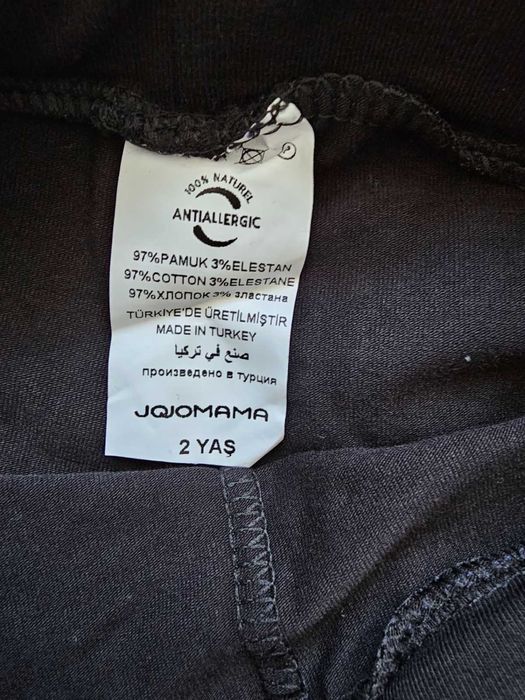 100% NATUREL
ANTIALLERGIC
97%PAMUK 3%ELESTAN
97%COTTON 3%ELESTANE
97%ХЛОПОК 3% эластана
TÜRKİYE'DE ÜRETİLMİŞTİR
MADE IN TURKEY
صنع في تركيا
произведено в турция
JOJOMAMA
2 YAŞ